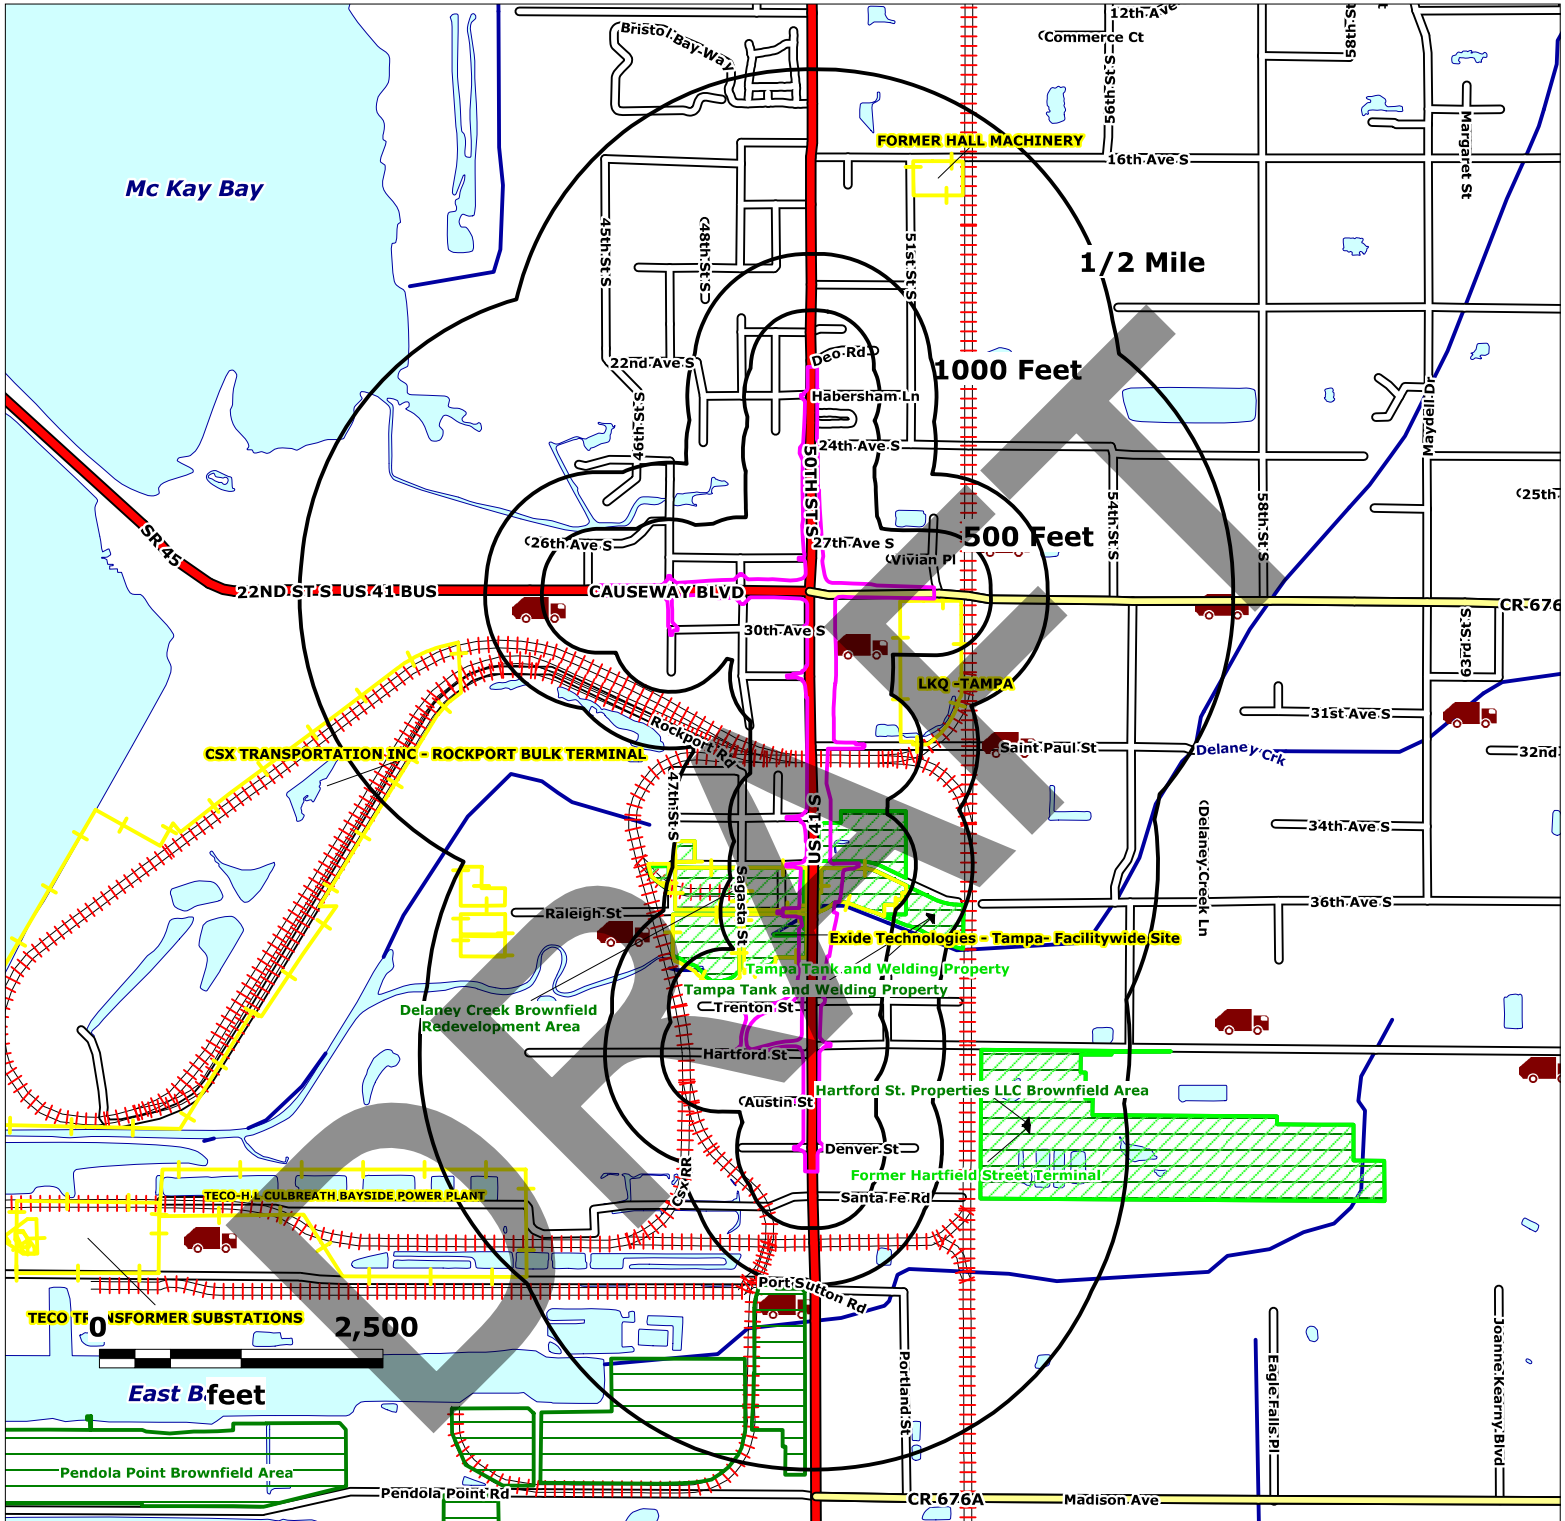 12th Ave
58th St
t
Bristol Bay Way
Commerce Ct
59th St S
Margaret St
FORMER HALL MACHINERY
16th Ave S
Mc Kay Bay
45th St S
48th St S
51st St S
1/2 Mile
Deo Rd
22nd Ave S
1000 Feet
Habersham Ln
46th St S
Maydell Dr
24th Ave S
50TH ST S
54th St S
58th St S
25th
SR 45
26th Ave S
27th Ave S
500 Feet
Vivian Pl
22ND ST S US 41 BUS
CAUSEWAY BLVD
CR 676
30th Ave S
63rd St S
LKQ -TAMPA
31st Ave S
Rockport Rd
CSX TRANSPORTATION INC - ROCKPORT BULK TERMINAL
Saint Paul St
Delaney Crk
32nd
47th St S
US 41 S
34th Ave S
Delaney Creek Ln
Sagasta St
Raleigh St
36th Ave S
Exide Technologies - Tampa- Facilitywide Site
Tampa Tank and Welding Property
Tampa Tank and Welding Property
Delaney Creek Brownfield
Redevelopment Area
Trenton St
Hartford St
Hartford St. Properties LLC Brownfield Area
Austin St
Denver St
Former Hartfield Street Terminal
Csx RR
TECO-H L CULBREATH BAYSIDE POWER PLANT
Santa Fe Rd
Port Sutton Rd
TECO TRANSFORMER SUBSTATIONS
0
2,500
feet
East B
Portland St
Eagle Falls Pl
Joanne Kearny Blvd
Pendola Point Brownfield Area
Pendola Point Rd
CR 676A
Madison Ave
DRAFT